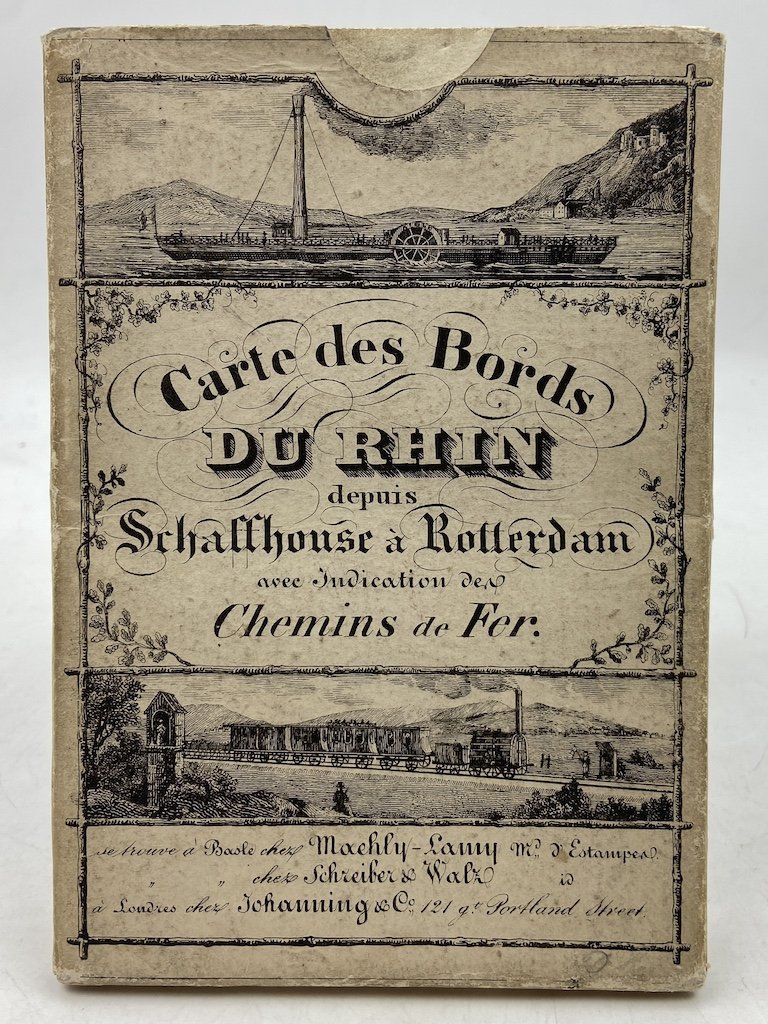 Carte des Bords
DU RHIN
depuis
Schaffhouse à Rotterdam
avec Indication des
Chemins de Fer.
se trouve à Basle chez Maehly-Lamy Md. d'Estampes.
" " chez Schreiber & Walz id
à Londres chez Johanning & Co. 121 gt. Portland Street.